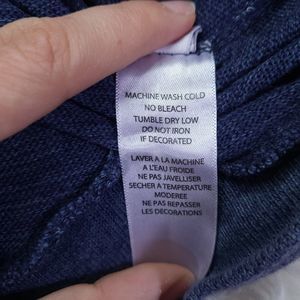 MACHINE WASH COLD
NO BLEACH
TUMBLE DRY LOW
DO NOT IRON
IF DECORATED
LAVER A LA MACHINE
A L'EAU FROIDE
NE PAS JAVELLISER
SECHER A TEMPERATURE
MODEREE
NE PAS REPASSER
LES DECORATIONS